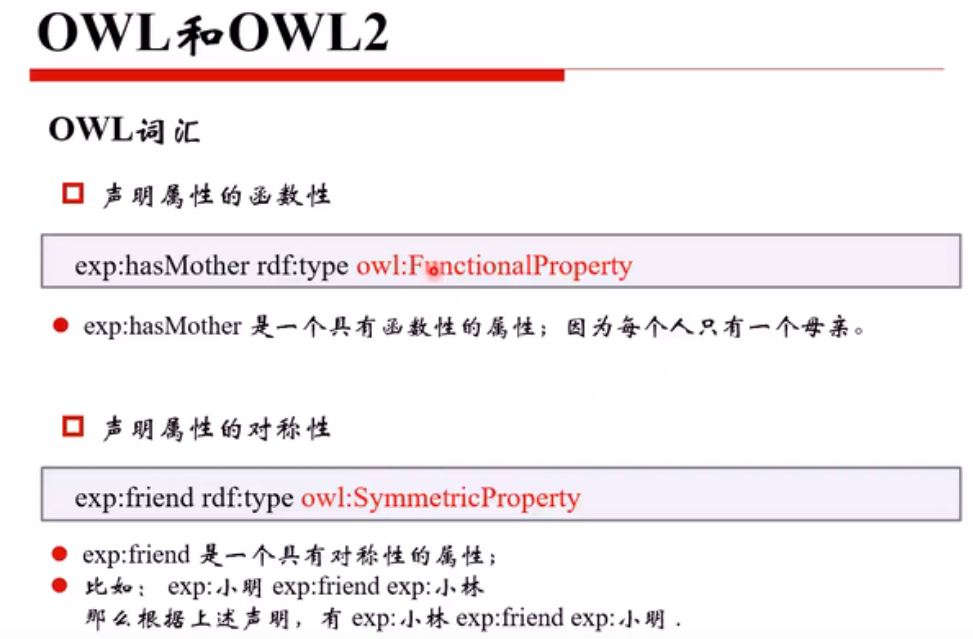 OWL和OWL2
OWL词汇
声明属性的函数性
exp:hasMother rdf:type owl:FunctionalProperty
exp:hasMother 是一个具有函数性的属性；因为每个人只有一个母亲。
声明属性的对称性
exp:friend rdf:type owl:SymmetricProperty
exp:friend 是一个具有对称性的属性；
比如： exp:小明 exp:friend exp:小林
那么根据上述声明，有 exp:小林 exp:friend exp:小明 .